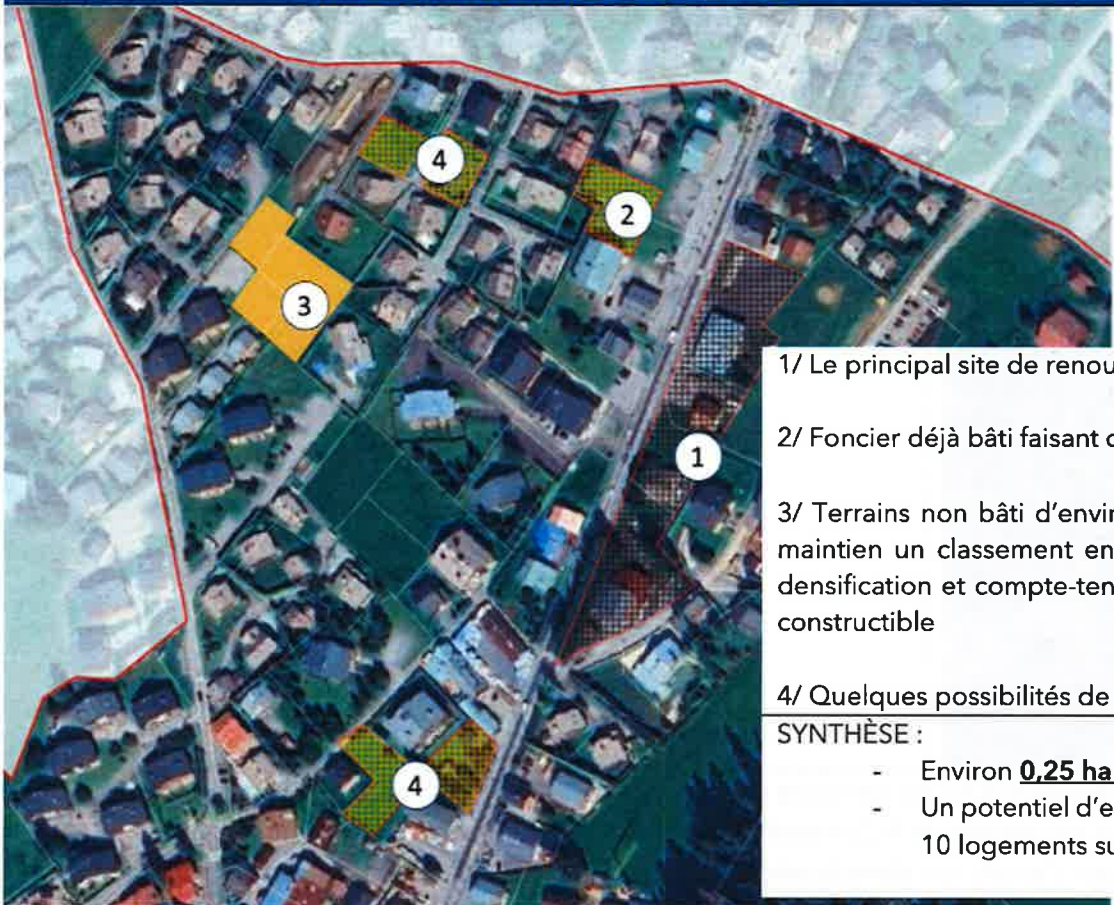 4
2
3
1
4
1/ Le principal site de renou
2/ Foncier déjà bâti faisant
3/ Terrains non bâti d'envir
maintien un classement en
densification et compte-ten
constructible
4/ Quelques possibilités de
SYNTHÈSE :
- Environ 0,25 ha
- Un potentiel d'e
10 logements su